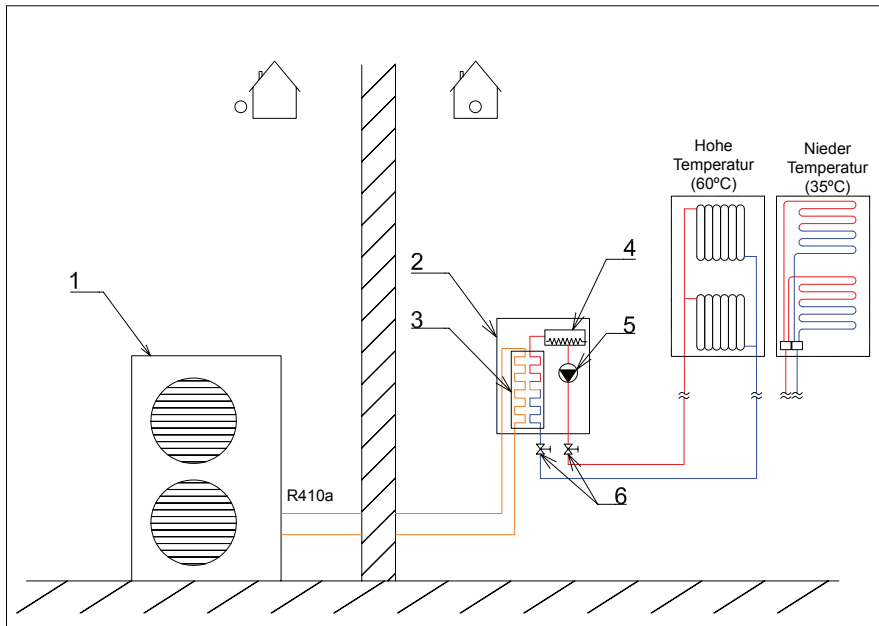 Hohe
Temperatur
(60ºC)
Nieder
Temperatur
(35ºC)
1
2
3
4
5
R410a
6